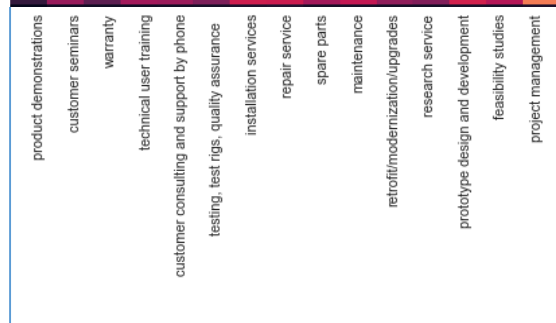 product demonstrations
customer seminars
warranty
technical user training
customer consulting and support by phone
testing, test rigs, quality assurance
installation services
repair service
spare parts
maintenance
retrofit/modernization/upgrades
research service
prototype design and development
feasibility studies
project management